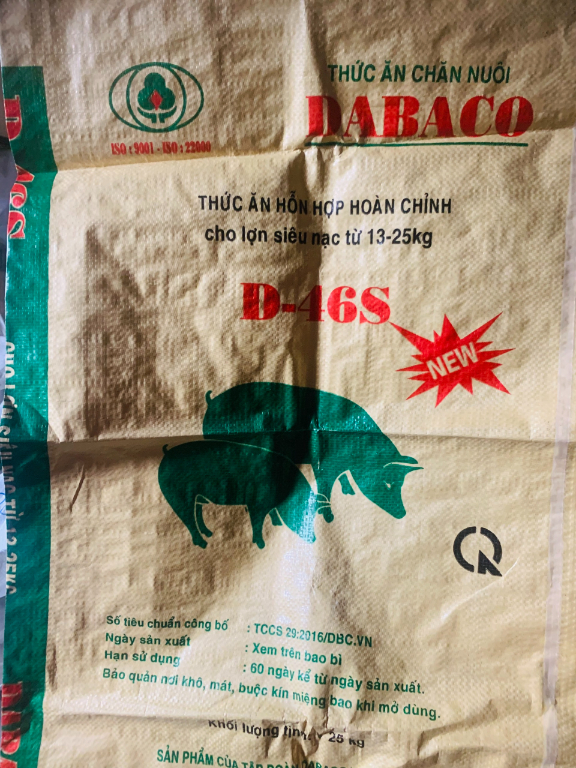 THỨC ĂN CHĂN NUÔI
DABACO
ISO : 9001 - ISO : 22000
THỨC ĂN HỖN HỢP HOÀN CHỈNH
cho lợn siêu nạc từ 13-25kg
D-46S
NEW
Số tiêu chuẩn công bố : TCCS 29:2016/DBC.VN
Ngày sản xuất : Xem trên bao bì
Hạn sử dụng : 60 ngày kể từ ngày sản xuất.
Bảo quản nơi khô, mát, buộc kín miệng bao khi mở dụng.
Khối lượng tịnh: 25 kg
SẢN PHẨM CỦA TẬP ĐOÀN DABACO